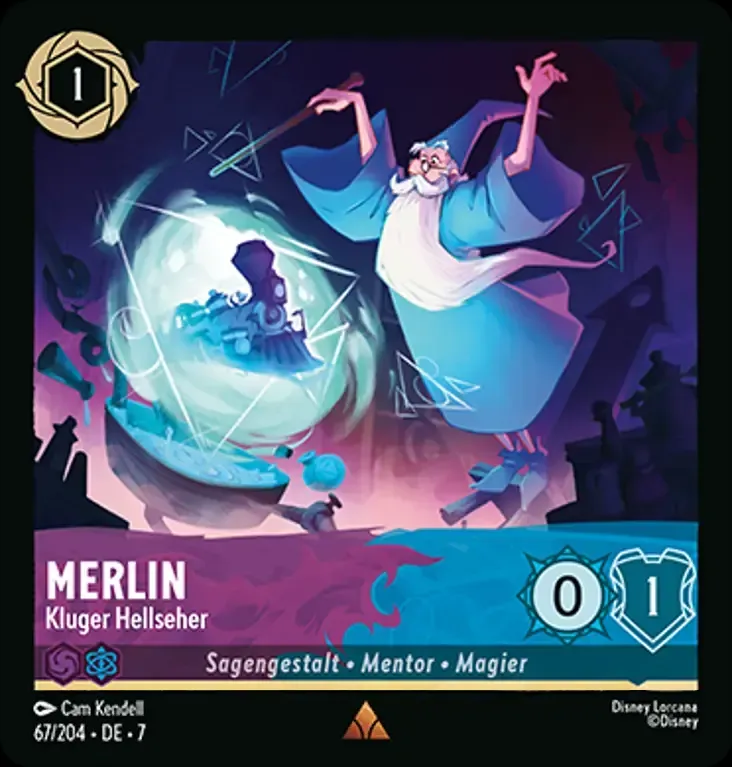 1
MERLIN
Kluger Hellseher
0
1
Sagengestalt • Mentor • Magier
Cam Kendell
67/204 • DE • 7
Disney Lorcana
©Disney